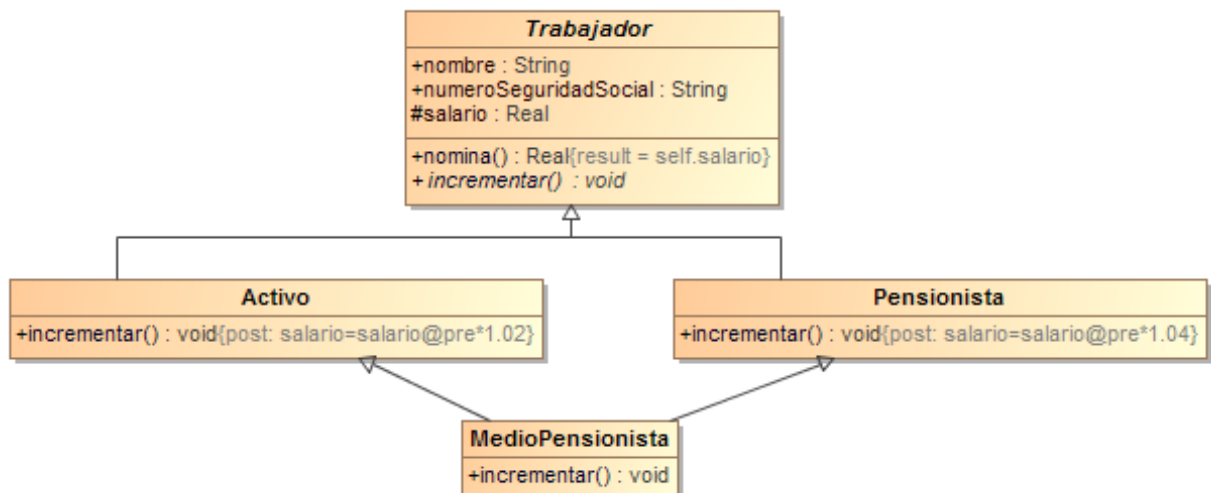 Trabajador
+nombre : String
+numeroSeguridadSocial : String
#salario : Real
+nomina() : Real{result = self.salario}
+incrementar() : void
Activo
+incrementar() : void{post: salario=salario@pre*1.02}
Pensionista
+incrementar() : void{post: salario=salario@pre*1.04}
MedioPensionista
+incrementar() : void